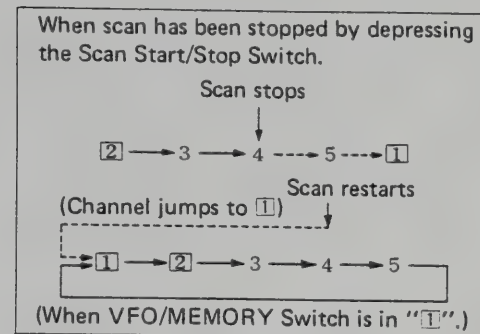 When scan has been stopped by depressing
the Scan Start/Stop Switch.
Scan stops
2 3 4 5 1
Scan restarts
(Channel jumps to 1)
1 2 3 4 5
(When VFO/MEMORY Switch is in "1".)